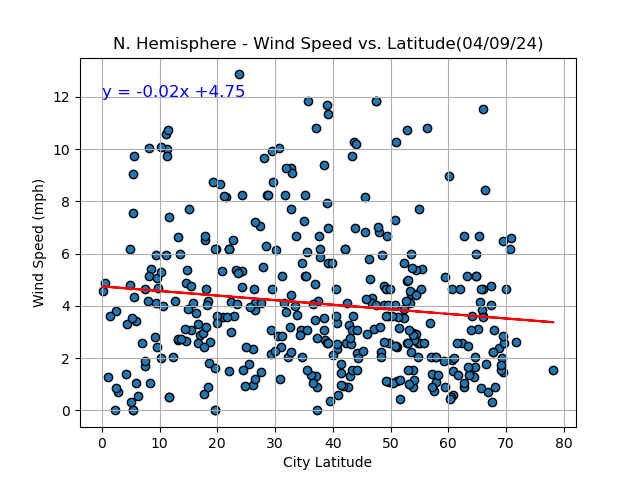 N. Hemisphere - Wind Speed vs. Latitude(04/09/24)
y = -0.02x +4.75
12
10
8
6
4
2
0
Wind Speed (mph)
0 10 20 30 40 50 60 70 80
City Latitude